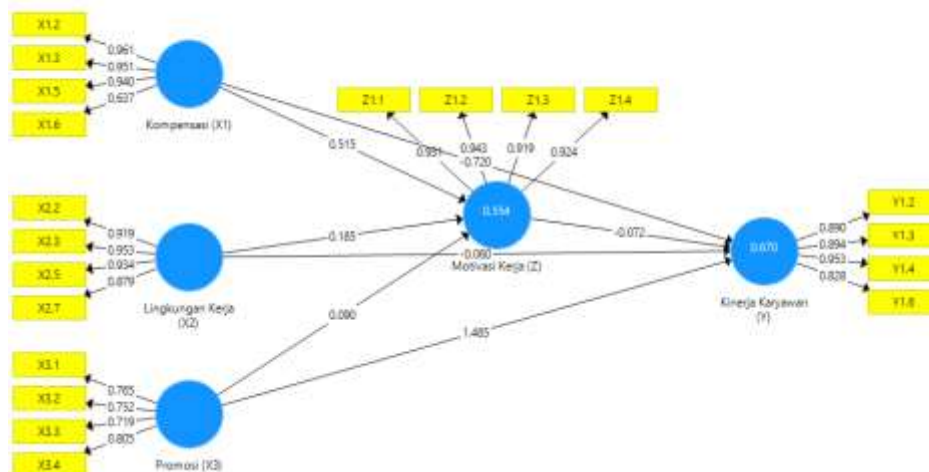 X1.2
X1.3
X1.5
X1.6
0.961
0.951
0.940
0.637
Kompensasi (X1)
Z1.1
Z1.2
Z1.3
Z1.4
0.931
0.943
0.919
0.924
-0.720
0.515
X2.2
X2.3
X2.5
X2.7
0.919
0.953
0.934
0.879
Lingkungan Kerja
(X2)
0.185
0.554
Motivasi Kerja (Z)
-0.072
-0.060
0.090
1.485
0.670
Kinerja Karyawan
(Y)
Y1.2
Y1.3
Y1.4
Y1.6
0.890
0.894
0.953
0.828
X3.1
X3.2
X3.3
X3.4
0.765
0.752
0.719
0.805
Promosi (X3)